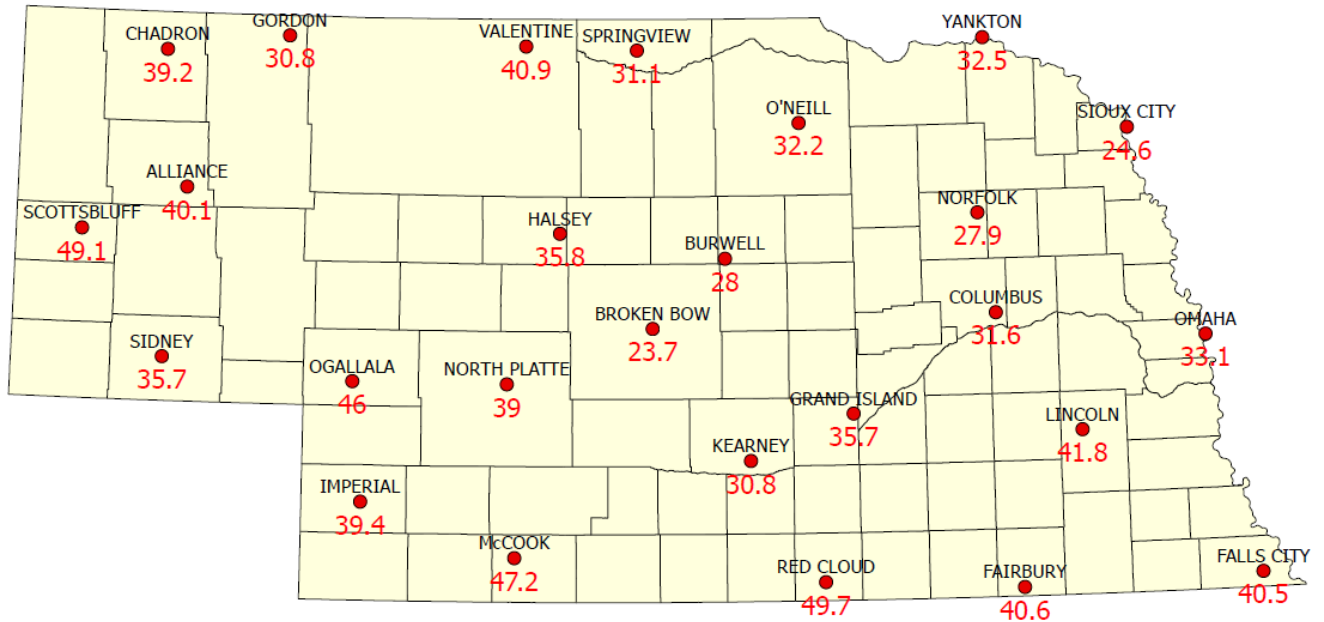 GORDON
30.8
CHADRON
39.2
VALENTINE
40.9
SPRINGVIEW
31.1
YANKTON
32.5
O'NEILL
32.2
SIOUX CITY
24.6
ALLIANCE
40.1
SCOTTSBLUFF
49.1
HALSEY
35.8
BURWELL
28
NORFOLK
27.9
COLUMBUS
31.6
BROKEN BOW
23.7
OMAHA
33.1
SIDNEY
35.7
OGALLALA
46
NORTH PLATTE
39
GRAND ISLAND
35.7
LINCOLN
41.8
KEARNEY
30.8
IMPERIAL
39.4
McCOOK
47.2
RED CLOUD
49.7
FAIRBURY
40.6
FALLS CITY
40.5